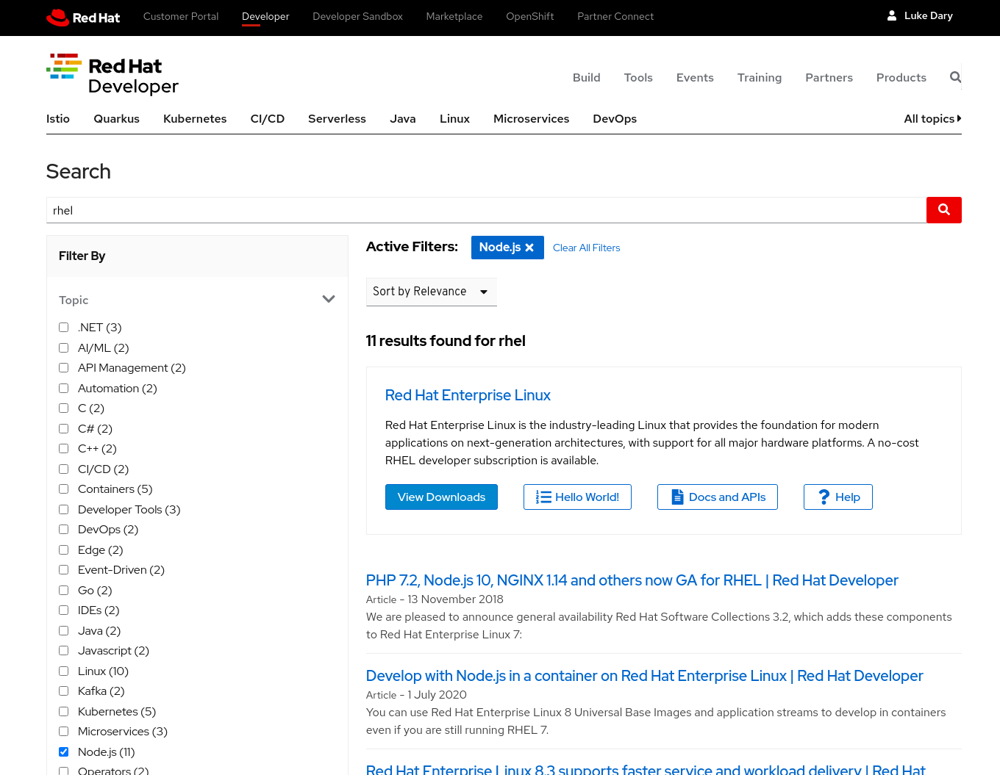 Red Hat Customer Portal Developer Developer Sandbox Marketplace OpenShift Partner Connect Luke Dary
Red Hat
Developer
Build Tools Events Training Partners Products
Istio Quarkus Kubernetes CI/CD Serverless Java Linux Microservices DevOps All topics
Search
rhel
Filter By
Topic
.NET (3)
AI/ML (2)
API Management (2)
Automation (2)
C (2)
C# (2)
C++ (2)
CI/CD (2)
Containers (5)
Developer Tools (3)
DevOps (2)
Edge (2)
Event-Driven (2)
Go (2)
IDEs (2)
Java (2)
Javascript (2)
Linux (10)
Kafka (2)
Kubernetes (5)
Microservices (3)
Node.js (11)
Operators (2)
Active Filters: Node.js Clear All Filters
Sort by Relevance
11 results found for rhel
Red Hat Enterprise Linux
Red Hat Enterprise Linux is the industry-leading Linux that provides the foundation for modern
applications on next-generation architectures, with support for all major hardware platforms. A no-cost
RHEL developer subscription is available.
View Downloads Hello World! Docs and APIs Help
PHP 7.2, Node.js 10, NGINX 1.14 and others now GA for RHEL | Red Hat Developer
Article - 13 November 2018
We are pleased to announce general availability Red Hat Software Collections 3.2, which adds these components
to Red Hat Enterprise Linux 7:
Develop with Node.js in a container on Red Hat Enterprise Linux | Red Hat Developer
Article - 1 July 2020
You can use Red Hat Enterprise Linux 8 Universal Base Images and application streams to develop in containers
even if you are still running RHEL 7.
Red Hat Enterprise Linux 8.3 supports faster service and workload delivery | Red Hat